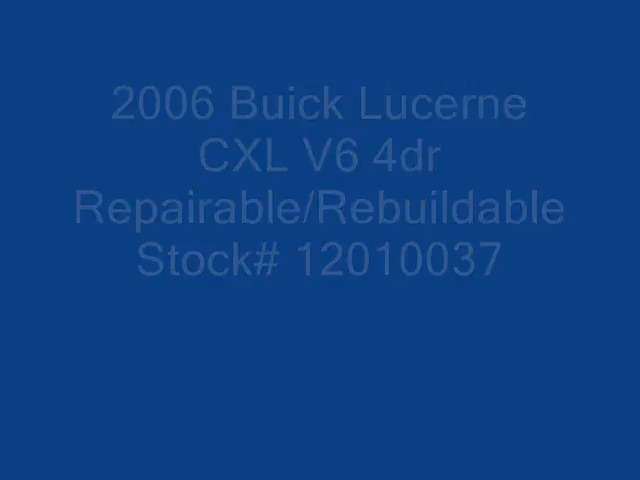 2006 Buick Lucerne
CXL V6 4dr
Repairable/Rebuildable
Stock# 12010037